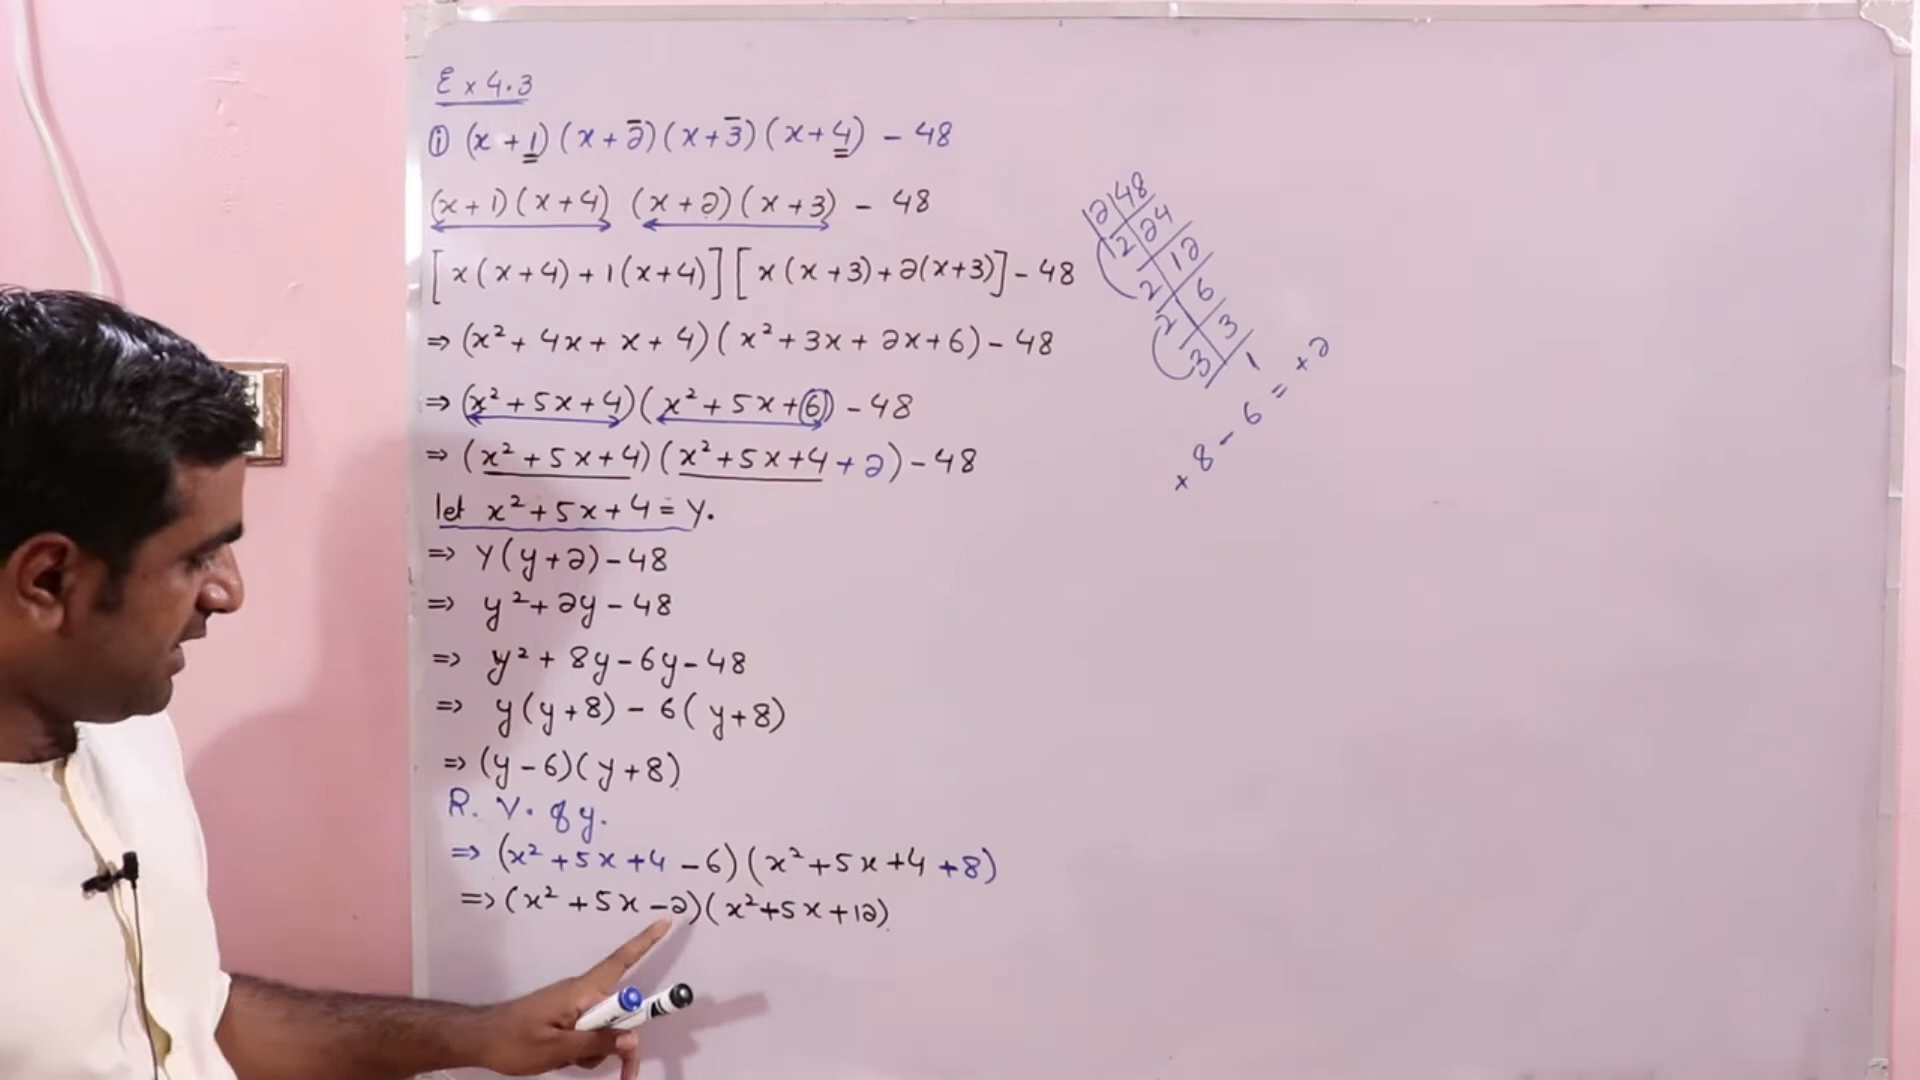 Ex 4.3
(i) (x+1)(x+2)(x+3)(x+4) - 48
(x+1)(x+4) (x+2)(x+3) - 48
[x(x+4)+1(x+4)][x(x+3)+2(x+3)] - 48
⇒ (x²+4x+x+4)(x²+3x+2x+6) - 48
⇒ (x²+5x+4)(x²+5x+6) - 48
⇒ (x²+5x+4)(x²+5x+4+2) - 48
let x²+5x+4 = y.
⇒ y(y+2) - 48
⇒ y²+2y - 48
⇒ y²+8y-6y-48
⇒ y(y+8) - 6(y+8)
⇒ (y-6)(y+8)
R. V. of y.
⇒ (x²+5x+4-6)(x²+5x+4+8)
⇒ (x²+5x-2)(x²+5x+12)
2 | 48
2 | 24
2 | 12
2 | 6
3 | 3
1
+8 - 6 = +2